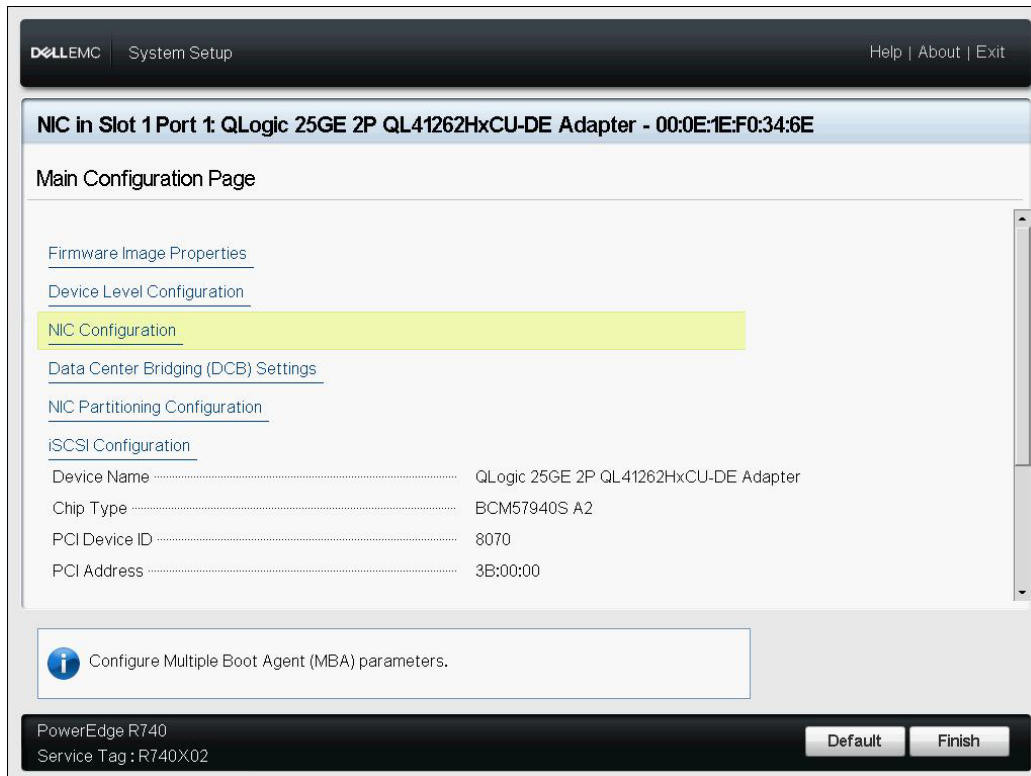 DELLEMC System Setup Help | About | Exit
NIC in Slot 1 Port 1: QLogic 25GE 2P QL41262HxCU-DE Adapter - 00:0E:1E:F0:34:6E
Main Configuration Page
Firmware Image Properties
Device Level Configuration
NIC Configuration
Data Center Bridging (DCB) Settings
NIC Partitioning Configuration
iSCSI Configuration
Device Name QLogic 25GE 2P QL41262HxCU-DE Adapter
Chip Type BCM57940S A2
PCI Device ID 8070
PCI Address 3B:00:00
Configure Multiple Boot Agent (MBA) parameters.
PowerEdge R740
Service Tag : R740X02
Default Finish